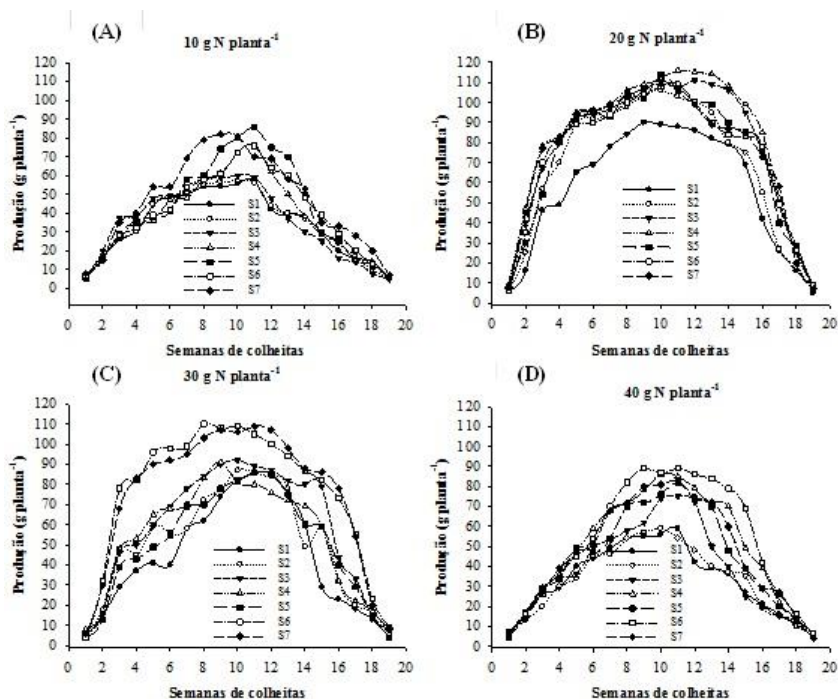 (A)
10 g N planta⁻¹
Produção (g planta⁻¹)
120
110
100
90
80
70
60
50
40
30
20
10
0
S1
S2
S3
S4
S5
S6
S7
0 2 4 6 8 10 12 14 16 18 20
Semanas de colheitas
(B)
20 g N planta⁻¹
Produção (g planta⁻¹)
120
110
100
90
80
70
60
50
40
30
20
10
0
S1
S2
S3
S4
S5
S6
S7
0 2 4 6 8 10 12 14 16 18 20
Semanas de colheitas
(C)
30 g N planta⁻¹
Produção (g planta⁻¹)
120
110
100
90
80
70
60
50
40
30
20
10
0
S1
S2
S3
S4
S5
S6
S7
0 2 4 6 8 10 12 14 16 18 20
Semanas de colheitas
(D)
40 g N planta⁻¹
Produção (g planta⁻¹)
120
110
100
90
80
70
60
50
40
30
20
10
0
S1
S2
S3
S4
S5
S6
S7
0 2 4 6 8 10 12 14 16 18 20
Semanas de colheitas